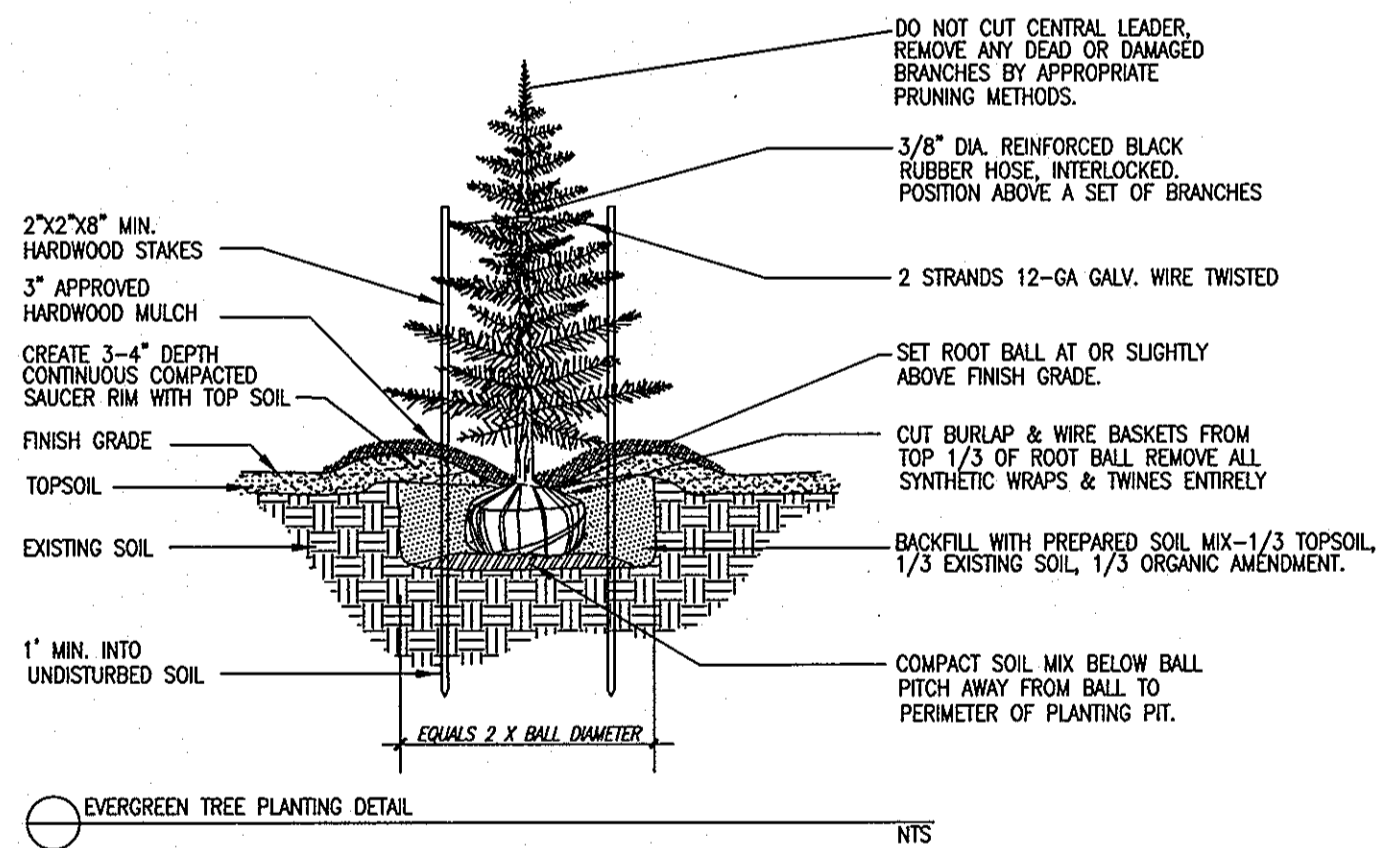 DO NOT CUT CENTRAL LEADER,
REMOVE ANY DEAD OR DAMAGED
BRANCHES BY APPROPRIATE
PRUNING METHODS.
3/8" DIA. REINFORCED BLACK
RUBBER HOSE, INTERLOCKED.
POSITION ABOVE A SET OF BRANCHES
2"X2"X8" MIN.
HARDWOOD STAKES
2 STRANDS 12-GA GALV. WIRE TWISTED
3" APPROVED
HARDWOOD MULCH
CREATE 3-4" DEPTH
CONTINUOUS COMPACTED
SAUCER RIM WITH TOP SOIL
SET ROOT BALL AT OR SLIGHTLY
ABOVE FINISH GRADE.
FINISH GRADE
CUT BURLAP & WIRE BASKETS FROM
TOP 1/3 OF ROOT BALL REMOVE ALL
SYNTHETIC WRAPS & TWINES ENTIRELY
TOPSOIL
EXISTING SOIL
BACKFILL WITH PREPARED SOIL MIX-1/3 TOPSOIL,
1/3 EXISTING SOIL, 1/3 ORGANIC AMENDMENT.
1' MIN. INTO
UNDISTURBED SOIL
COMPACT SOIL MIX BELOW BALL
PITCH AWAY FROM BALL TO
PERIMETER OF PLANTING PIT.
EQUALS 2 X BALL DIAMETER
EVERGREEN TREE PLANTING DETAIL
NTS